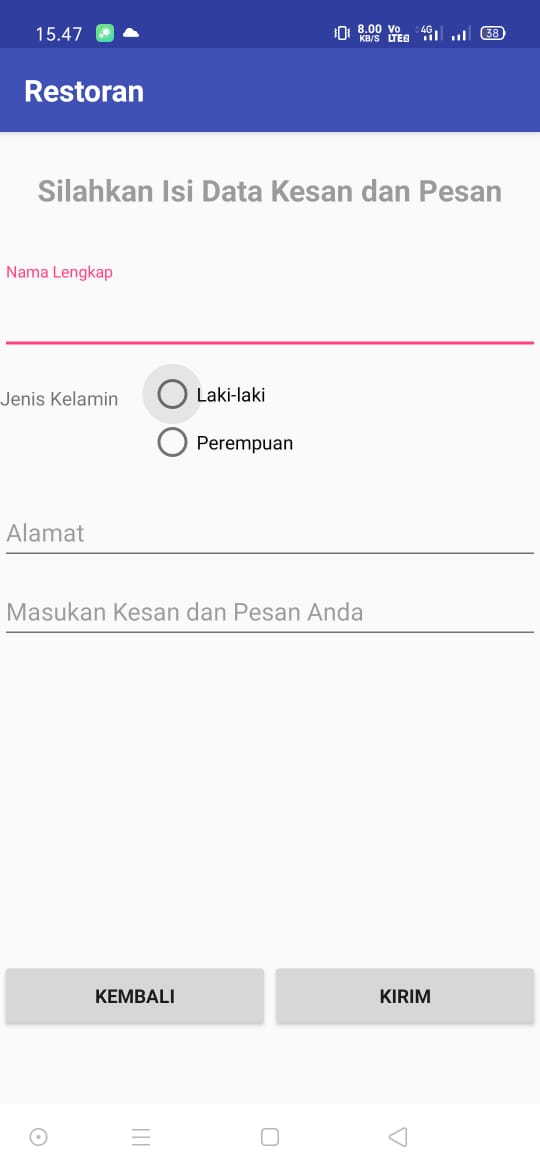 15.47 8.00 KB/S Vo LTE2 4G 38
Restoran
Silahkan Isi Data Kesan dan Pesan
Nama Lengkap
Jenis Kelamin
Laki-laki
Perempuan
Alamat
Masukan Kesan dan Pesan Anda
KEMBALI KIRIM